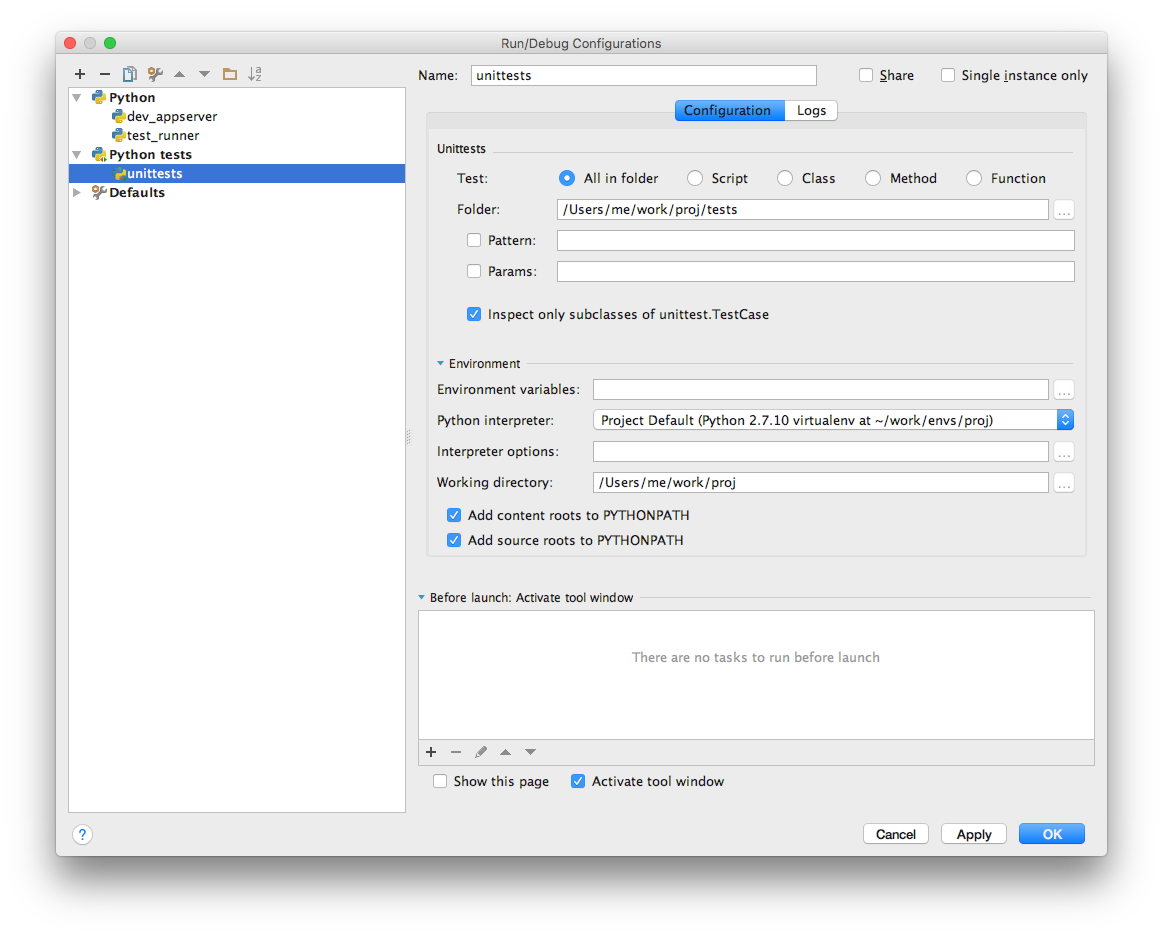 Run/Debug Configurations
Name: unittests Share Single instance only
Python
dev_appserver
test_runner
Python tests
unittests
Defaults
Configuration Logs
Unittests
Test: All in folder Script Class Method Function
Folder: /Users/me/work/proj/tests ...
Pattern:
Params:
Inspect only subclasses of unittest.TestCase
Environment
Environment variables: ...
Python interpreter: Project Default (Python 2.7.10 virtualenv at ~/work/envs/proj)
Interpreter options: ...
Working directory: /Users/me/work/proj ...
Add content roots to PYTHONPATH
Add source roots to PYTHONPATH
Before launch: Activate tool window
There are no tasks to run before launch
Show this page Activate tool window
? Cancel Apply OK